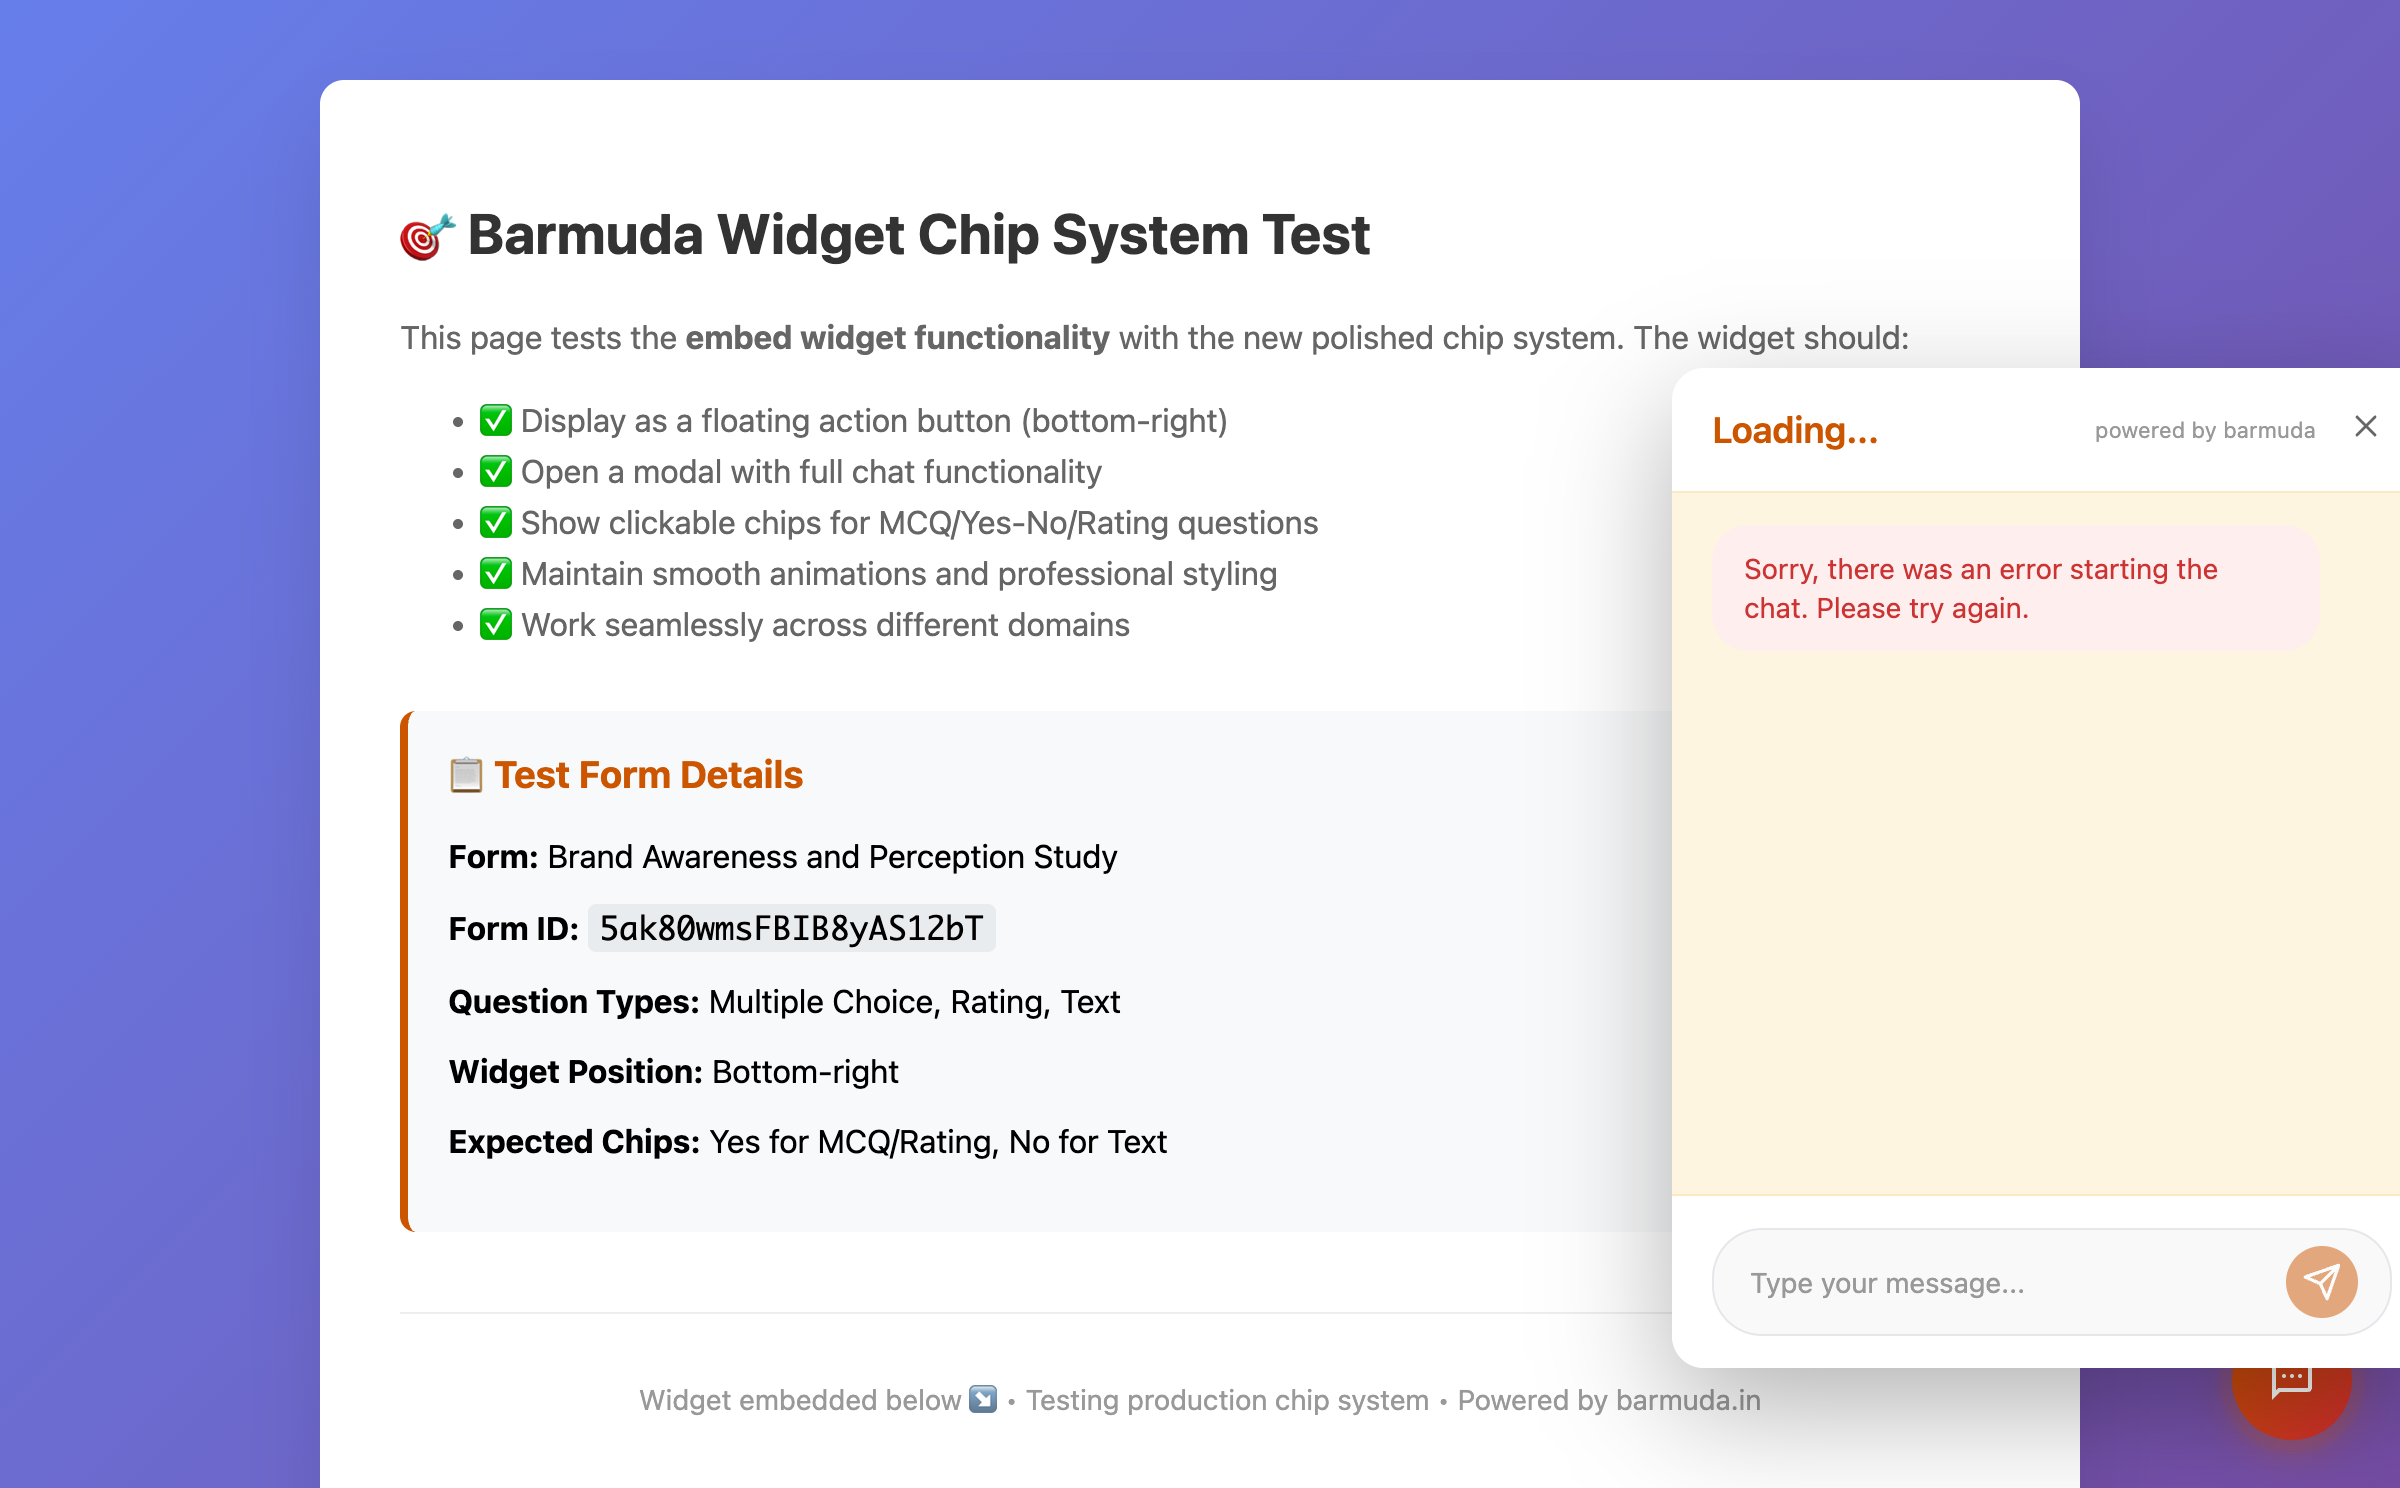 🎯 Barmuda Widget Chip System Test
This page tests the embed widget functionality with the new polished chip system. The widget should:
• ✅ Display as a floating action button (bottom-right)
• ✅ Open a modal with full chat functionality
• ✅ Show clickable chips for MCQ/Yes-No/Rating questions
• ✅ Maintain smooth animations and professional styling
• ✅ Work seamlessly across different domains
📋 Test Form Details
Form: Brand Awareness and Perception Study
Form ID: 5ak80wmsFBIB8yAS12bT
Question Types: Multiple Choice, Rating, Text
Widget Position: Bottom-right
Expected Chips: Yes for MCQ/Rating, No for Text
Widget embedded below ↘️ • Testing production chip system • Powered by barmuda.in
Loading...
powered by barmuda
Sorry, there was an error starting the
chat. Please try again.
Type your message...